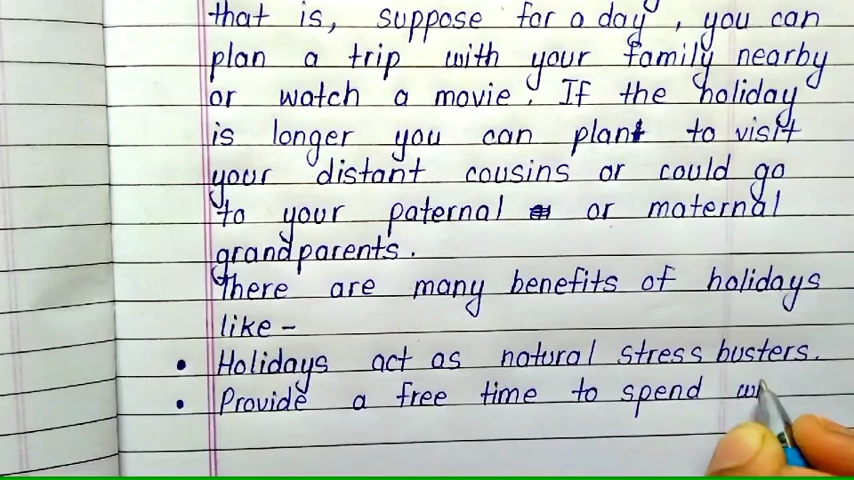 that is, suppose for a day, you can
plan a trip with your family nearby
or watch a movie. If the holiday
is longer you can plan to visit
your distant cousins or could go
to your paternal or maternal
grandparents.
There are many benefits of holidays
like -
• Holidays act as natural stress busters.
• Provide a free time to spend